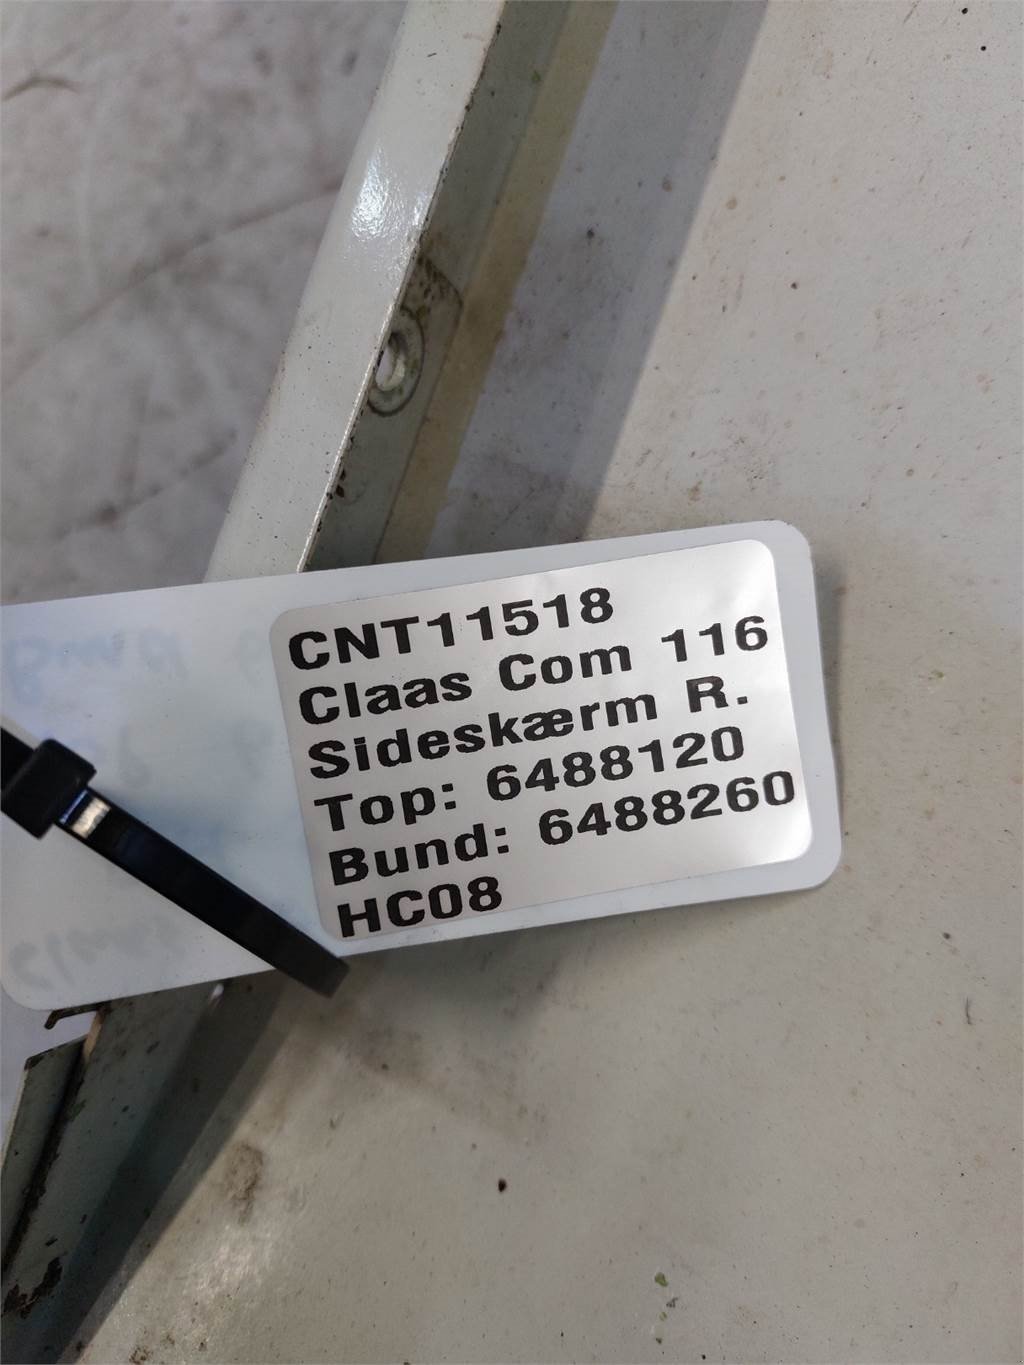 CNT11518
Claas Com 116
Sideskærm R.
Top: 6488120
Bund: 6488260
HC08